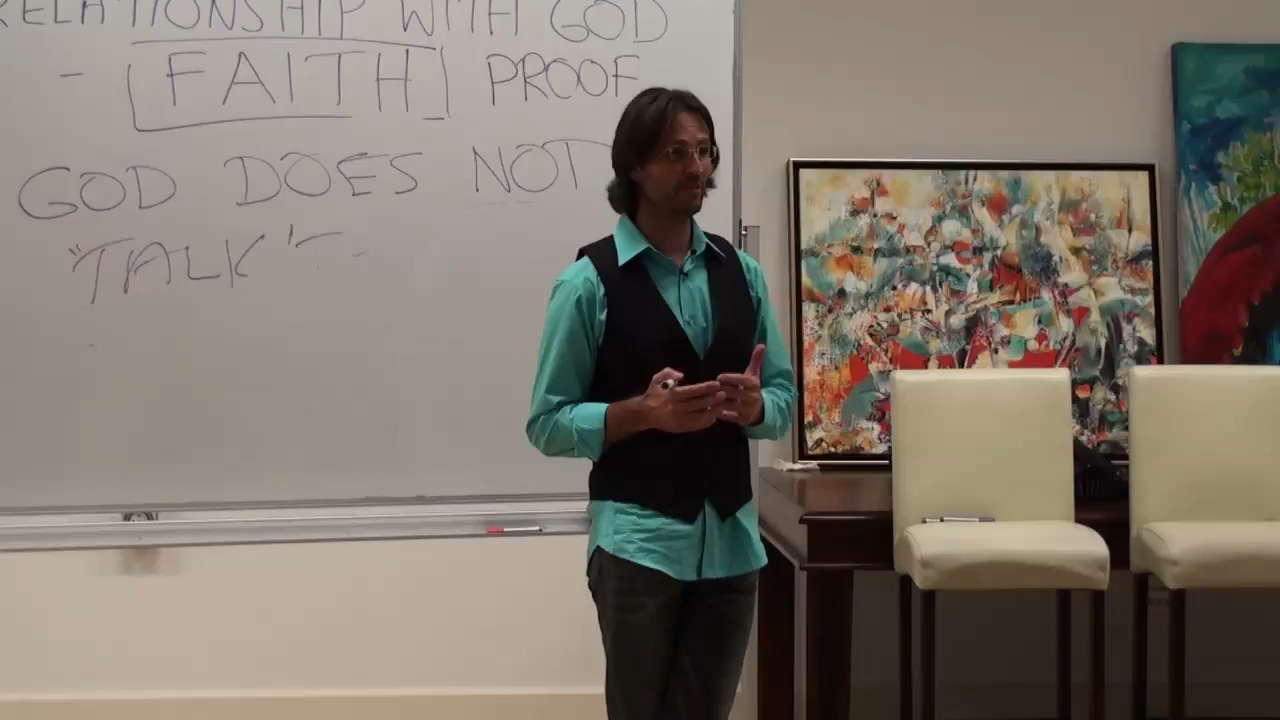 RELATIONSHIP WITH GOD
- FAITH PROOF
GOD DOES NOT
"TALK"